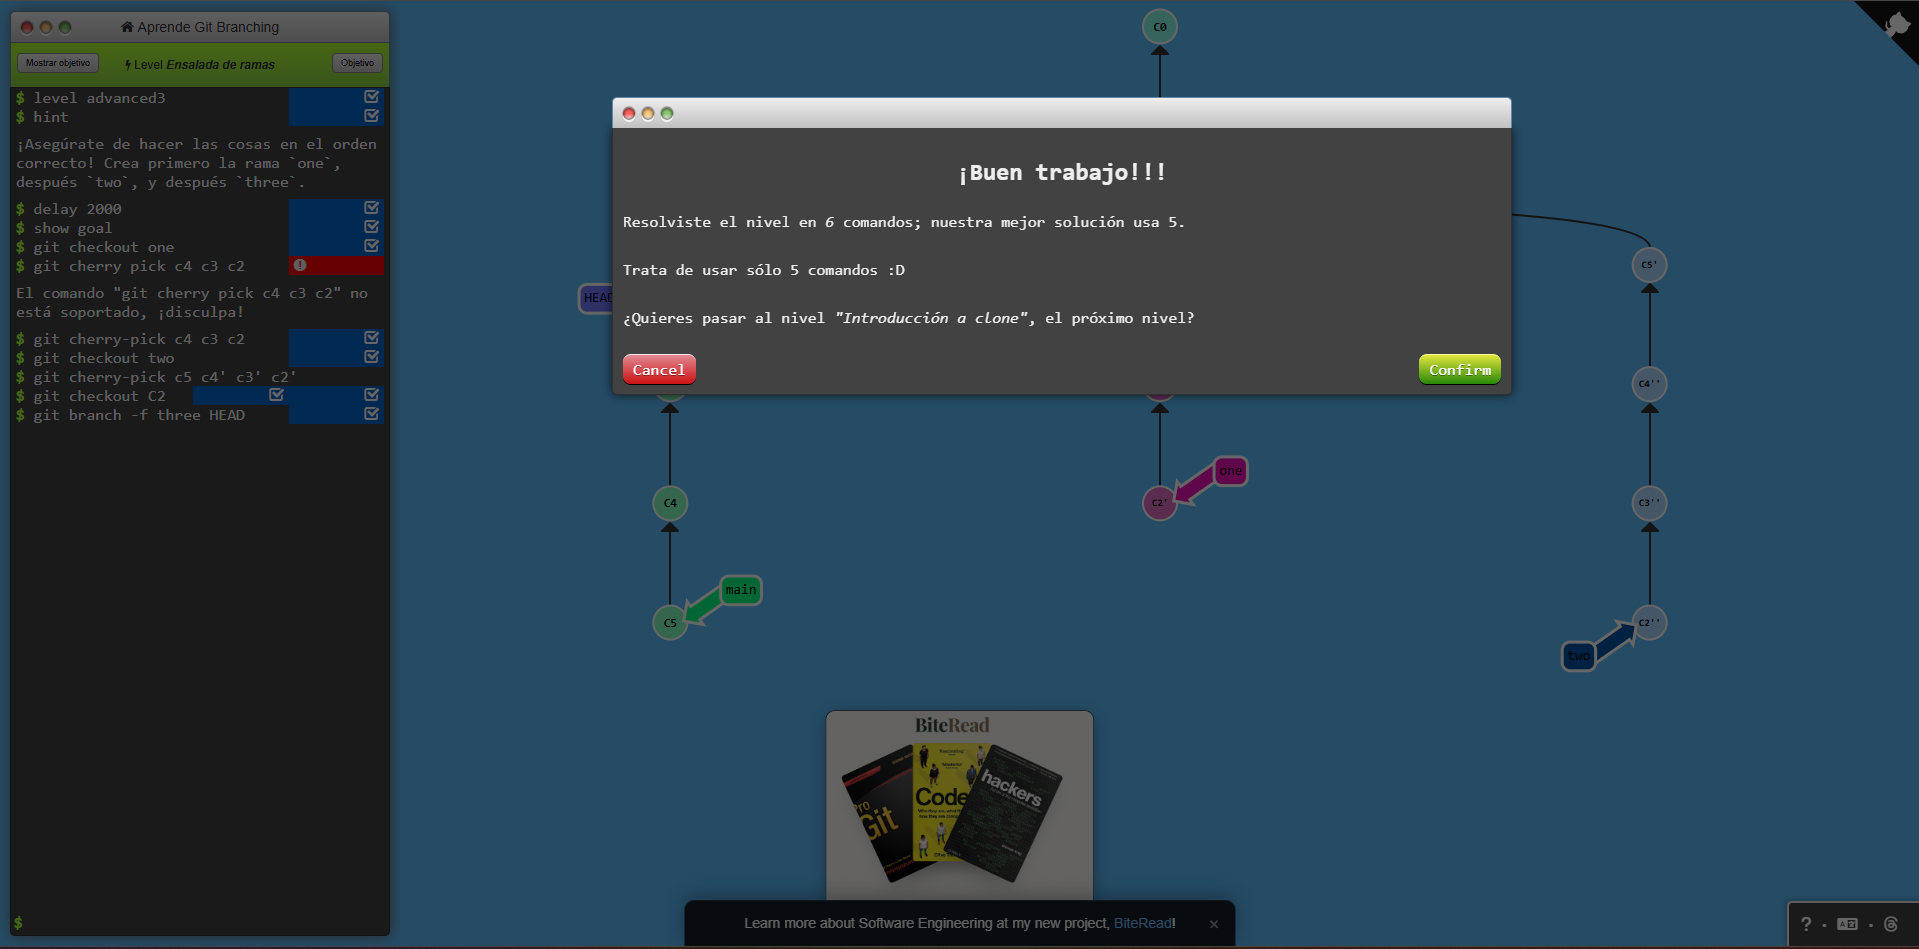 Aprende Git Branching
Mostrar objetivo
Level Ensalada de ramas
Objetivo
$ level advanced3
$ hint
¡Asegúrate de hacer las cosas en el orden
correcto! Crea primero la rama `one`,
después `two`, y después `three`.
$ delay 2000
$ show goal
$ git checkout one
$ git cherry pick c4 c3 c2
El comando "git cherry pick c4 c3 c2" no
está soportado, ¡disculpa!
$ git cherry-pick c4 c3 c2
$ git checkout two
$ git cherry-pick c5 c4' c3' c2'
$ git checkout C2
$ git branch -f three HEAD
$
C0
¡Buen trabajo!!!
Resolviste el nivel en 6 comandos; nuestra mejor solución usa 5.
Trata de usar sólo 5 comandos :D
¿Quieres pasar al nivel "Introducción a clone", el próximo nivel?
Cancel
Confirm
HEAD
C5'
C4''
one
C4
C2'
C3''
main
C5
C2''
two
BiteRead
Pro
Git
Code
hackers
Learn more about Software Engineering at my new project, BiteRead!
×
?